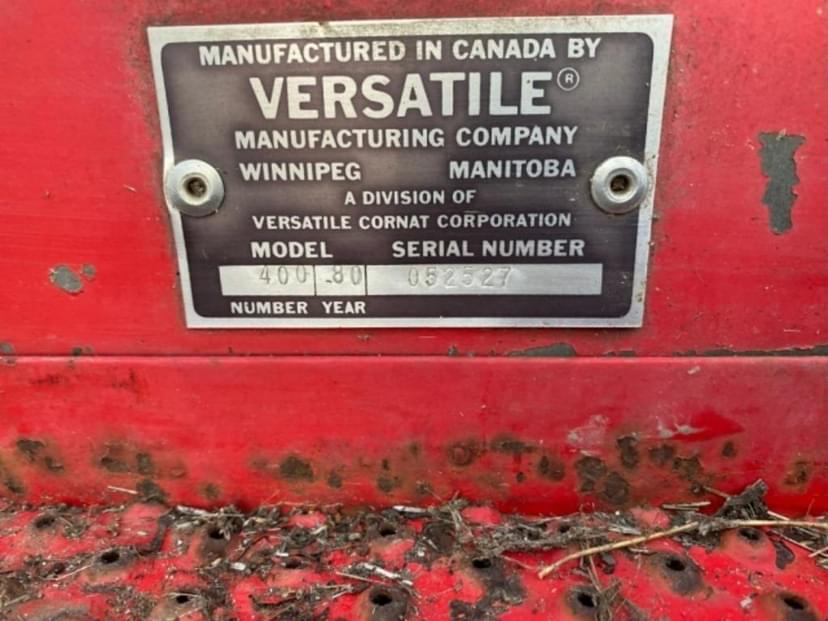 MANUFACTURED IN CANADA BY
VERSATILE®
MANUFACTURING COMPANY
WINNIPEG MANITOBA
A DIVISION OF
VERSATILE CORNAT CORPORATION
MODEL SERIAL NUMBER
400 80 052527
NUMBER YEAR